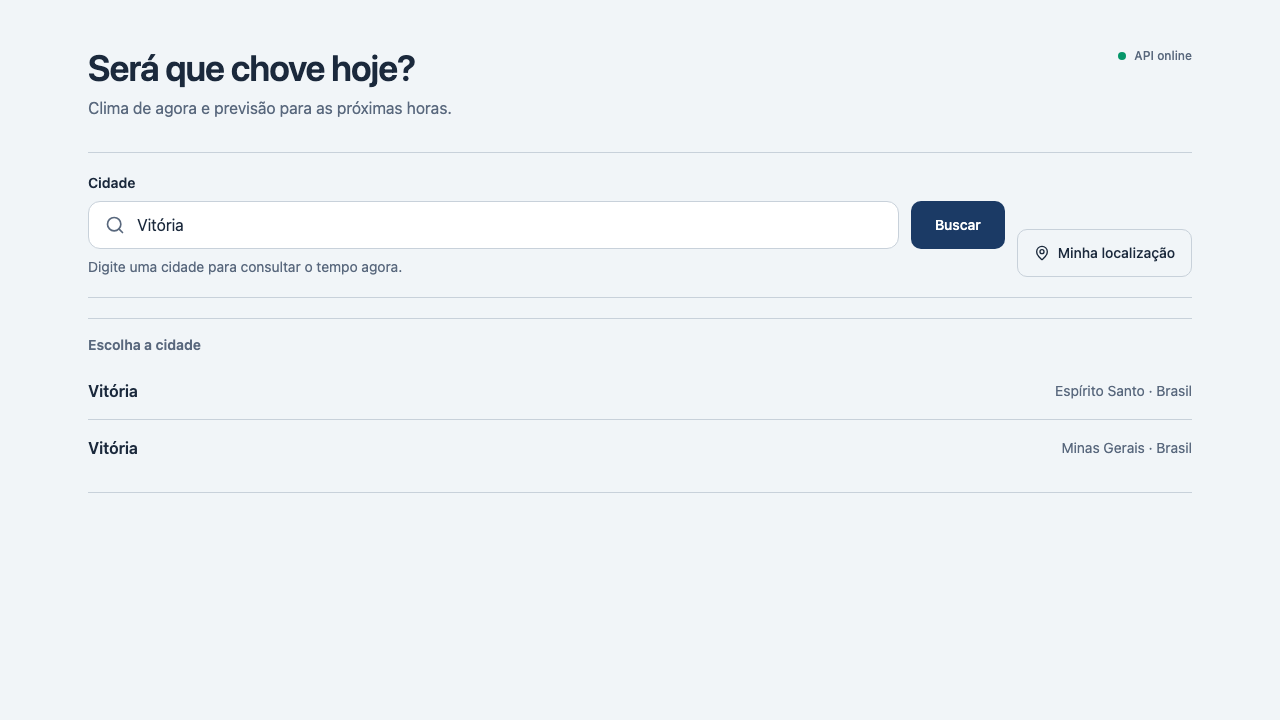 Será que chove hoje?
API online
Clima de agora e previsão para as próximas horas.
Cidade
Vitória
Buscar
Minha localização
Digite uma cidade para consultar o tempo agora.
Escolha a cidade
Vitória
Espírito Santo · Brasil
Vitória
Minas Gerais · Brasil